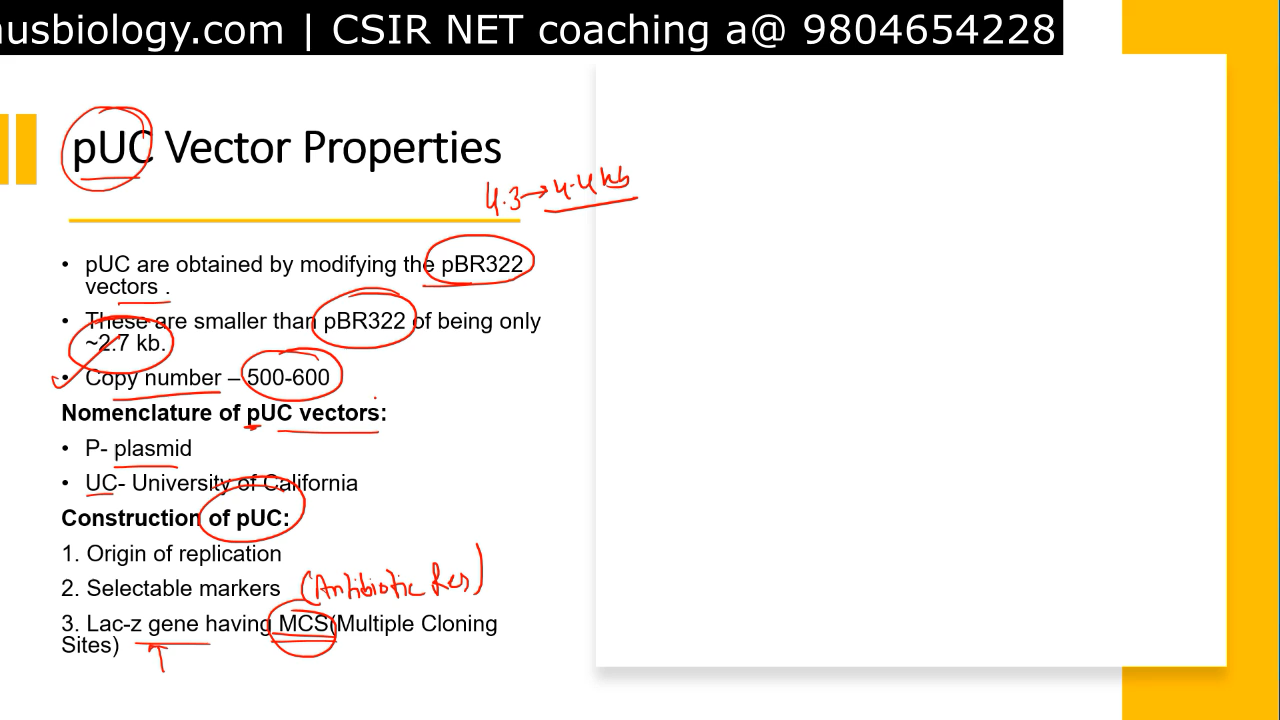 usbiology.com | CSIR NET coaching a@ 9804654228
pUC Vector Properties
4.3→4.4 kb
• pUC are obtained by modifying the pBR322
vectors .
• These are smaller than pBR322 of being only
~2.7 kb.
• Copy number – 500-600
Nomenclature of pUC vectors:
• P- plasmid
• UC- University of California
Construction of pUC:
1. Origin of replication
2. Selectable markers (Antibiotic Res)
3. Lac-z gene having MCS(Multiple Cloning
Sites)